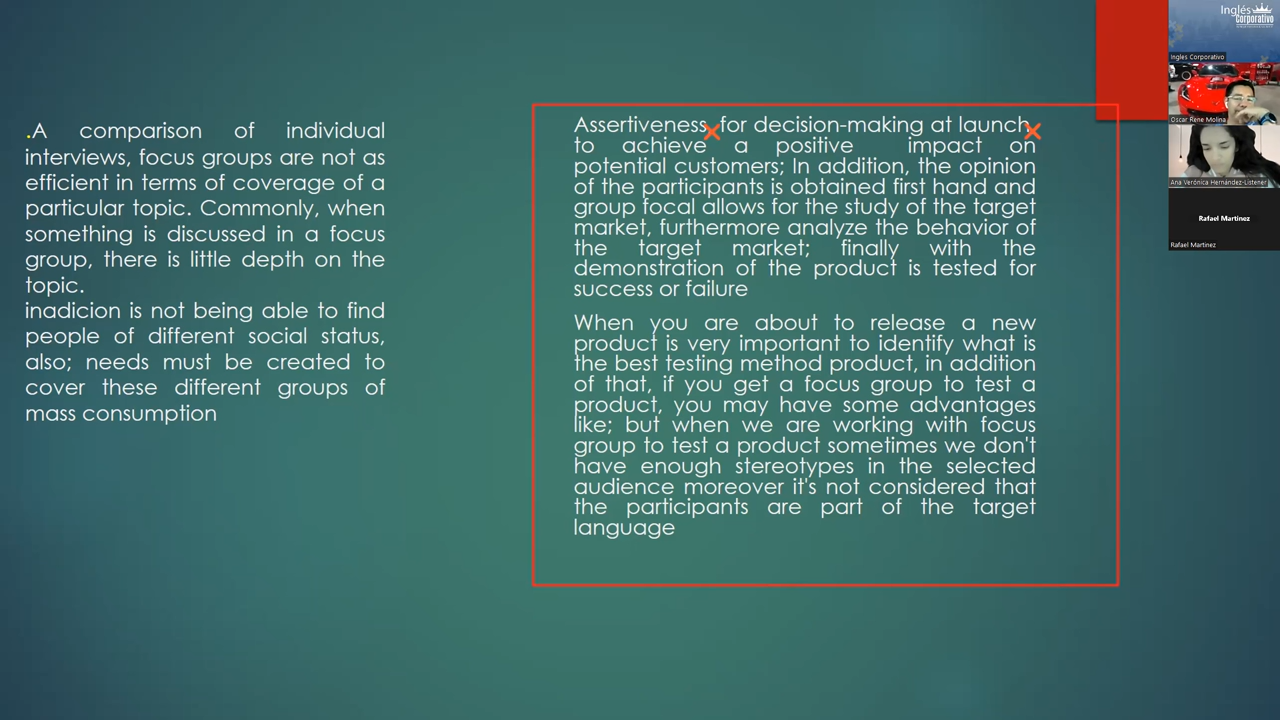 .A comparison of individual
interviews, focus groups are not as
efficient in terms of coverage of a
particular topic. Commonly, when
something is discussed in a focus
group, there is little depth on the
topic.
inadicion is not being able to find
people of different social status,
also; needs must be created to
cover these different groups of
mass consumption
Assertiveness for decision-making at launch
to achieve a positive impact on
potential customers; In addition, the opinion
of the participants is obtained first hand and
group focal allows for the study of the target
market, furthermore analyze the behavior of
the target market; finally with the
demonstration of the product is tested for
success or failure
When you are about to release a new
product is very important to identify what is
the best testing method product, in addition
of that, if you get a focus group to test a
product, you may have some advantages
like; but when we are working with focus
group to test a product sometimes we don't
have enough stereotypes in the selected
audience moreover it's not considered that
the participants are part of the target
language
Inglés
Corporativo
Ingles Corporativo
Oscar Rene Molina
Ana Verónica Hernández-Listener
Rafael Martinez
Rafael Martinez